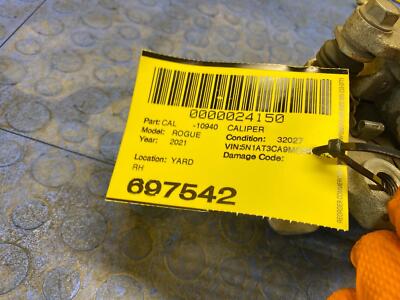 0000024150
Part: CAL -10940 CALIPER
Model: ROGUE Condition: 32027
Year: 2021 VIN:5N1AT3CA9M
Location: YARD Damage Code:
RH
697542